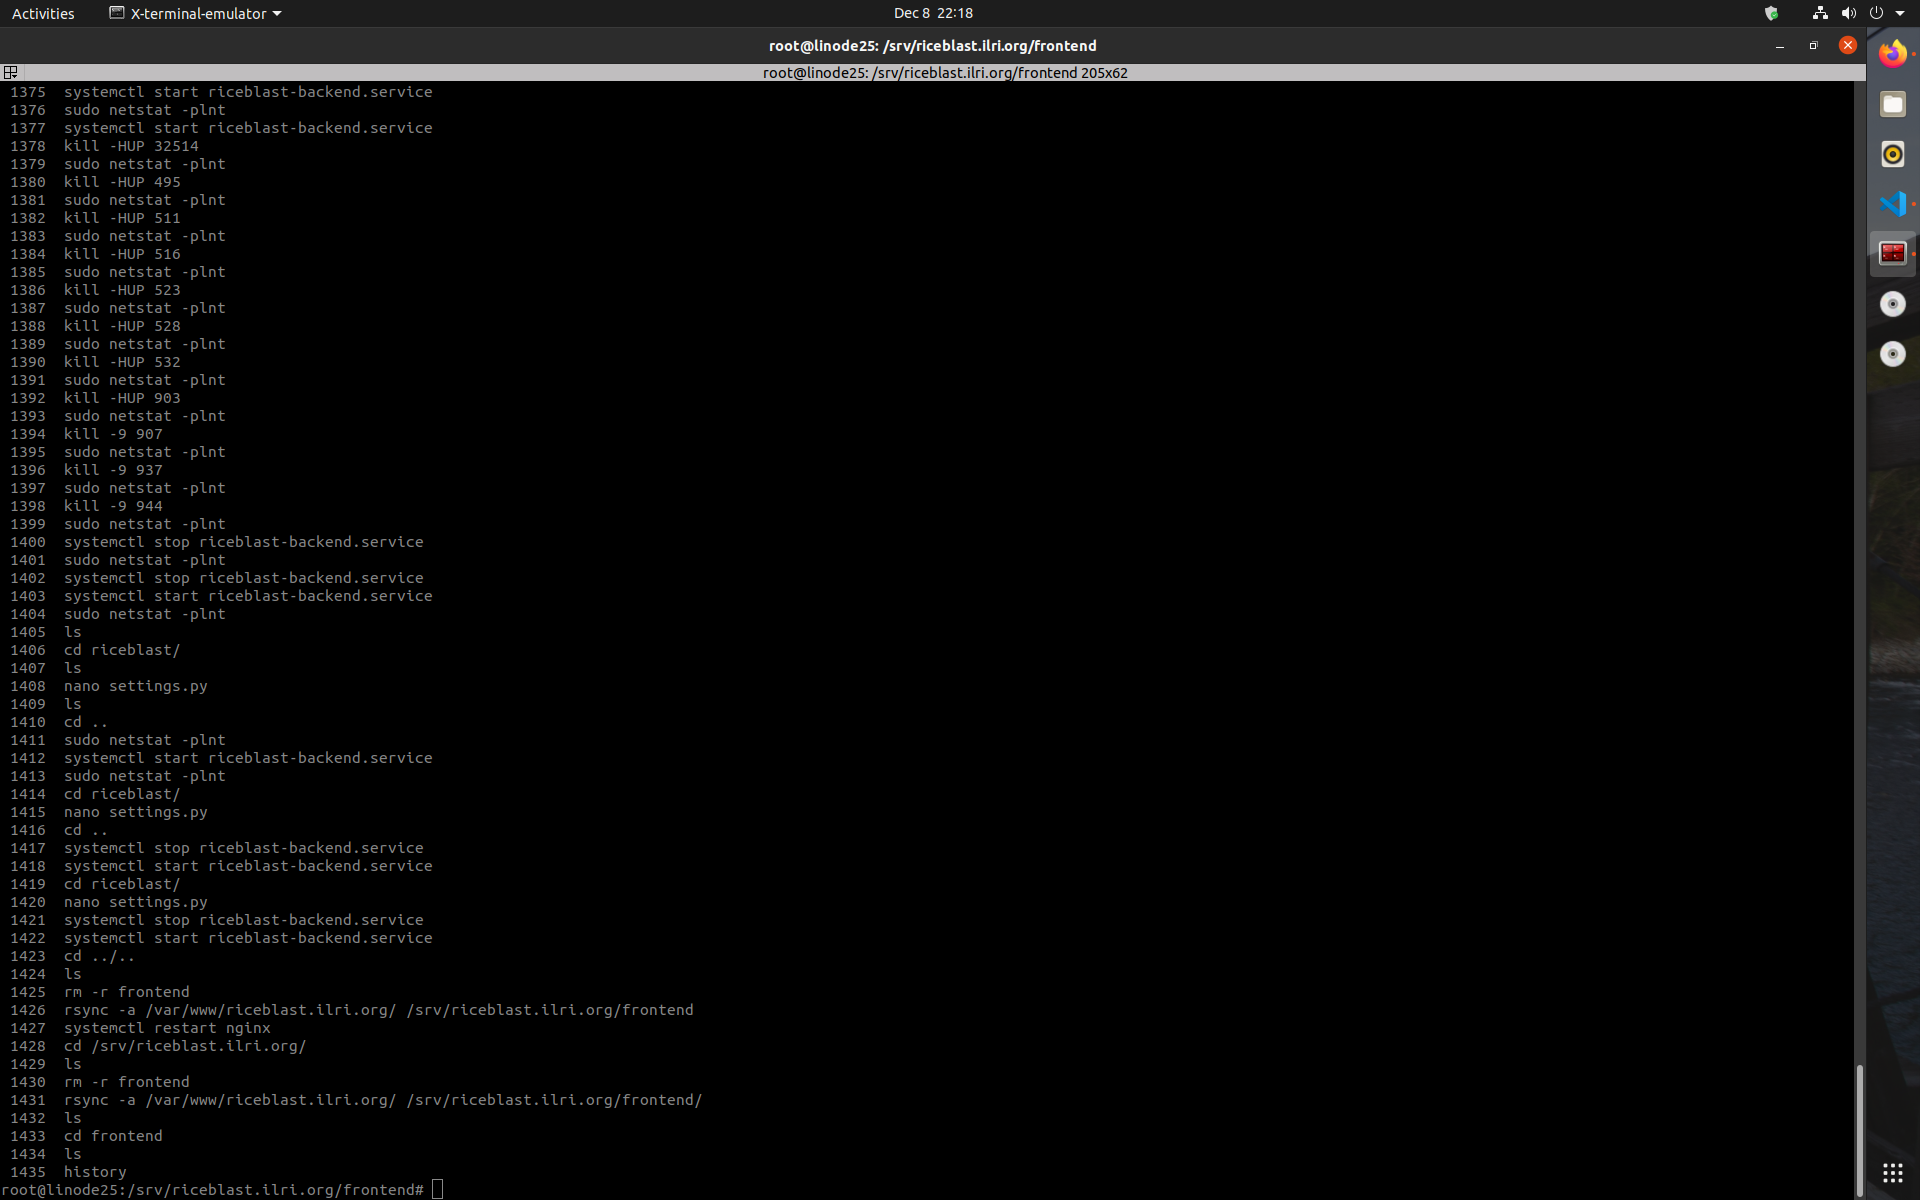 Activities
X-terminal-emulator
Dec 8 22:18
root@linode25: /srv/riceblast.ilri.org/frontend
root@linode25: /srv/riceblast.ilri.org/frontend 205x62
1375 systemctl start riceblast-backend.service
1376 sudo netstat -plnt
1377 systemctl start riceblast-backend.service
1378 kill -HUP 32514
1379 sudo netstat -plnt
1380 kill -HUP 495
1381 sudo netstat -plnt
1382 kill -HUP 511
1383 sudo netstat -plnt
1384 kill -HUP 516
1385 sudo netstat -plnt
1386 kill -HUP 523
1387 sudo netstat -plnt
1388 kill -HUP 528
1389 sudo netstat -plnt
1390 kill -HUP 532
1391 sudo netstat -plnt
1392 kill -HUP 903
1393 sudo netstat -plnt
1394 kill -9 907
1395 sudo netstat -plnt
1396 kill -9 937
1397 sudo netstat -plnt
1398 kill -9 944
1399 sudo netstat -plnt
1400 systemctl stop riceblast-backend.service
1401 sudo netstat -plnt
1402 systemctl stop riceblast-backend.service
1403 systemctl start riceblast-backend.service
1404 sudo netstat -plnt
1405 ls
1406 cd riceblast/
1407 ls
1408 nano settings.py
1409 ls
1410 cd ..
1411 sudo netstat -plnt
1412 systemctl start riceblast-backend.service
1413 sudo netstat -plnt
1414 cd riceblast/
1415 nano settings.py
1416 cd ..
1417 systemctl stop riceblast-backend.service
1418 systemctl start riceblast-backend.service
1419 cd riceblast/
1420 nano settings.py
1421 systemctl stop riceblast-backend.service
1422 systemctl start riceblast-backend.service
1423 cd ../..
1424 ls
1425 rm -r frontend
1426 rsync -a /var/www/riceblast.ilri.org/ /srv/riceblast.ilri.org/frontend
1427 systemctl restart nginx
1428 cd /srv/riceblast.ilri.org/
1429 ls
1430 rm -r frontend
1431 rsync -a /var/www/riceblast.ilri.org/ /srv/riceblast.ilri.org/frontend/
1432 ls
1433 cd frontend
1434 ls
1435 history
root@linode25:/srv/riceblast.ilri.org/frontend#